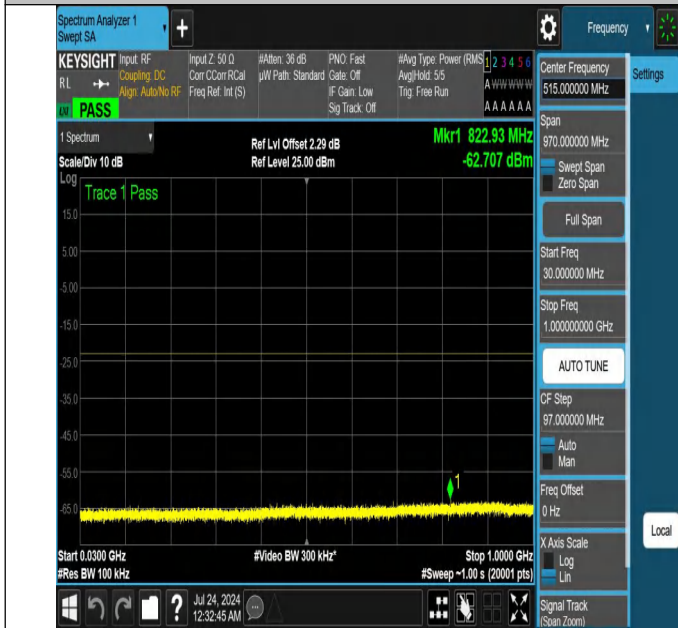 Spectrum Analyzer 1
Swept SA
+
Frequency
KEYSIGHT
RL
LXI
PASS
Input: RF
Coupling: DC
Align: Auto/No RF
Input Z: 50 Ω
Corr CCorr RCal
Freq Ref: Int (S)
#Atten: 36 dB
µW Path: Standard
PNO: Fast
Gate: Off
IF Gain: Low
Sig Track: Off
#Avg Type: Power (RMS
Avg|Hold: 5/5
Trig: Free Run
1 2 3 4 5 6
A W W W W W
A A A A A A
1 Spectrum
Scale/Div 10 dB
Log
Ref Lvl Offset 2.29 dB
Ref Level 25.00 dBm
Mkr1 822.93 MHz
-62.707 dBm
Trace 1 Pass
15.0
5.00
-5.00
-15.0
-25.0
-35.0
-45.0
-55.0
-65.0
1
Start 0.0300 GHz
#Res BW 100 kHz
#Video BW 300 kHz*
Stop 1.0000 GHz
#Sweep ~1.00 s (20001 pts)
?
Jul 24, 2024
12:32:45 AM
Center Frequency
515.000000 MHz
Span
970.000000 MHz
Swept Span
Zero Span
Full Span
Start Freq
30.000000 MHz
Stop Freq
1.000000000 GHz
AUTO TUNE
CF Step
97.000000 MHz
Auto
Man
Freq Offset
0 Hz
X Axis Scale
Log
Lin
Signal Track
(Span Zoom)
Settings
Local